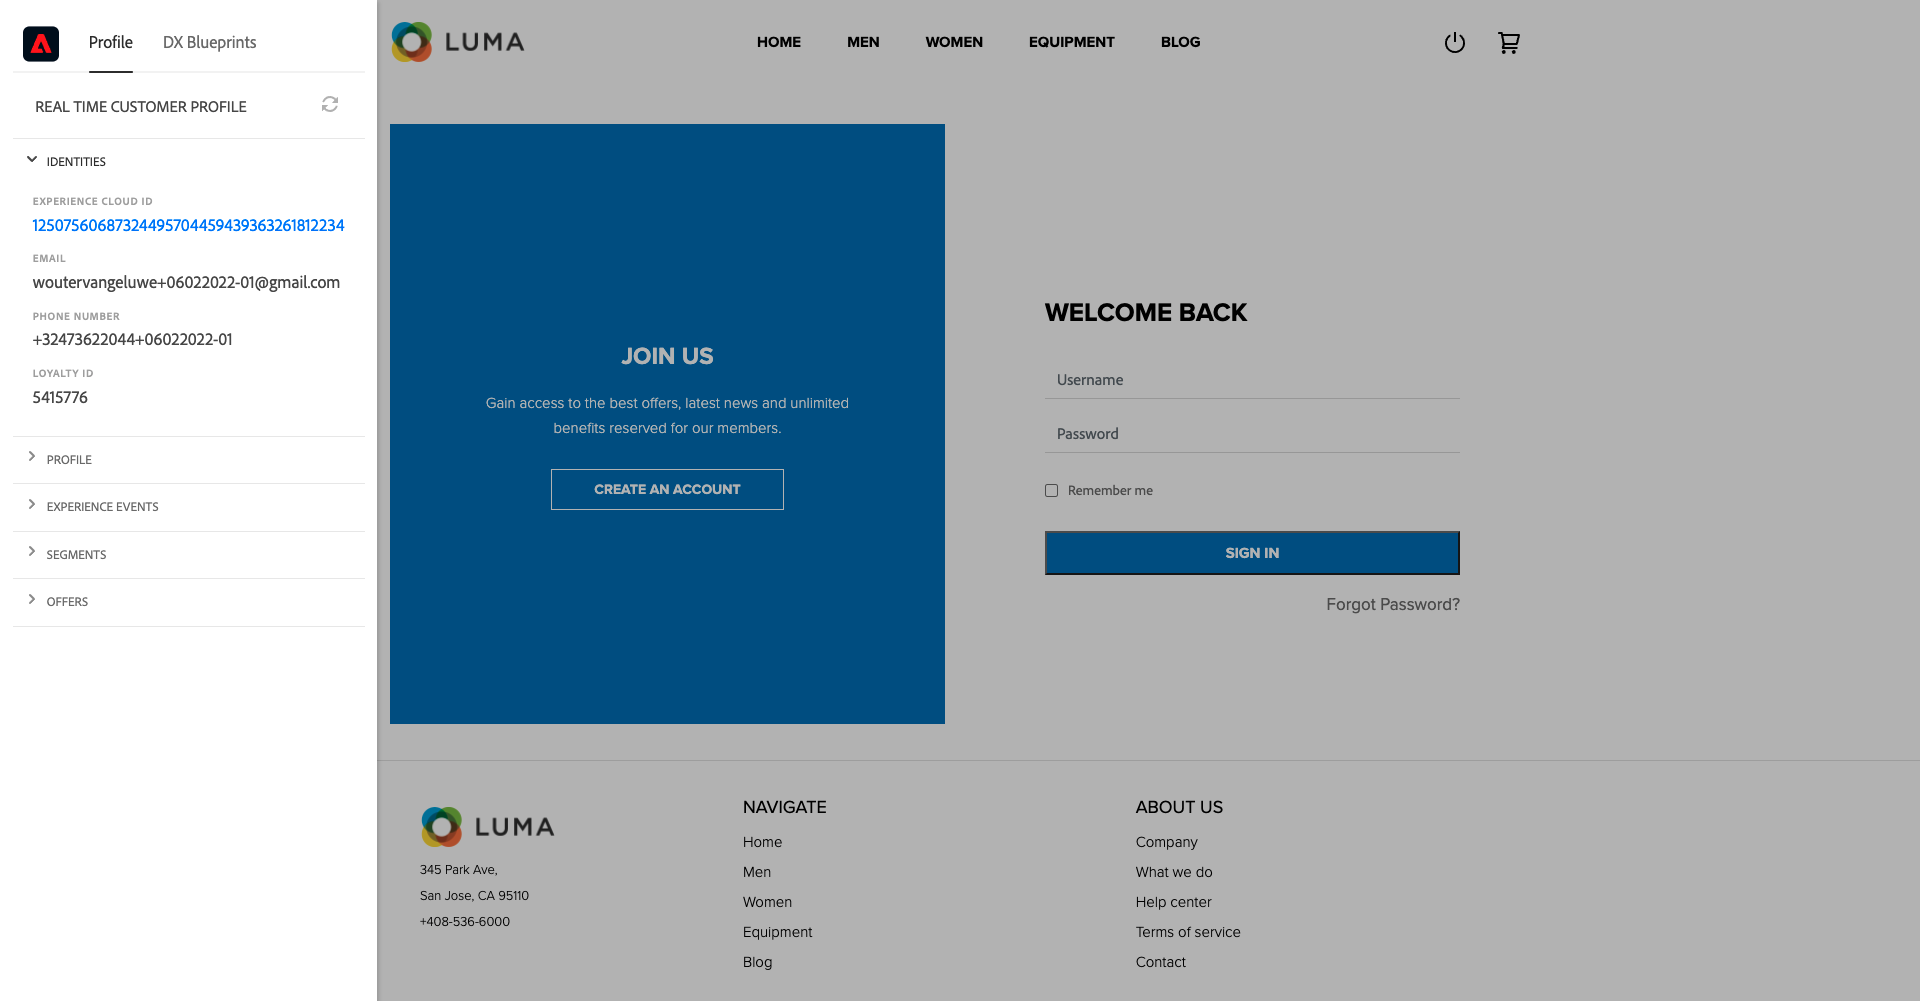 Profile
DX Blueprints
REAL TIME CUSTOMER PROFILE
IDENTITIES
EXPERIENCE CLOUD ID
12507560687324495704459439363261812234
EMAIL
woutervangeluwe+06022022-01@gmail.com
PHONE NUMBER
+32473622044+06022022-01
LOYALTY ID
5415776
PROFILE
EXPERIENCE EVENTS
SEGMENTS
OFFERS
LUMA
HOME
MEN
WOMEN
EQUIPMENT
BLOG
JOIN US
Gain access to the best offers, latest news and unlimited
benefits reserved for our members.
CREATE AN ACCOUNT
WELCOME BACK
Username
Password
Remember me
SIGN IN
Forgot Password?
LUMA
345 Park Ave,
San Jose, CA 95110
+408-536-6000
NAVIGATE
Home
Men
Women
Equipment
Blog
ABOUT US
Company
What we do
Help center
Terms of service
Contact